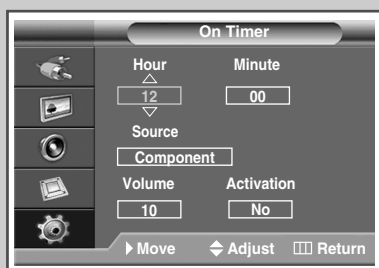 On Timer
Hour Minute
12 00
Source
Component
Volume Activation
10 No
Move Adjust Return